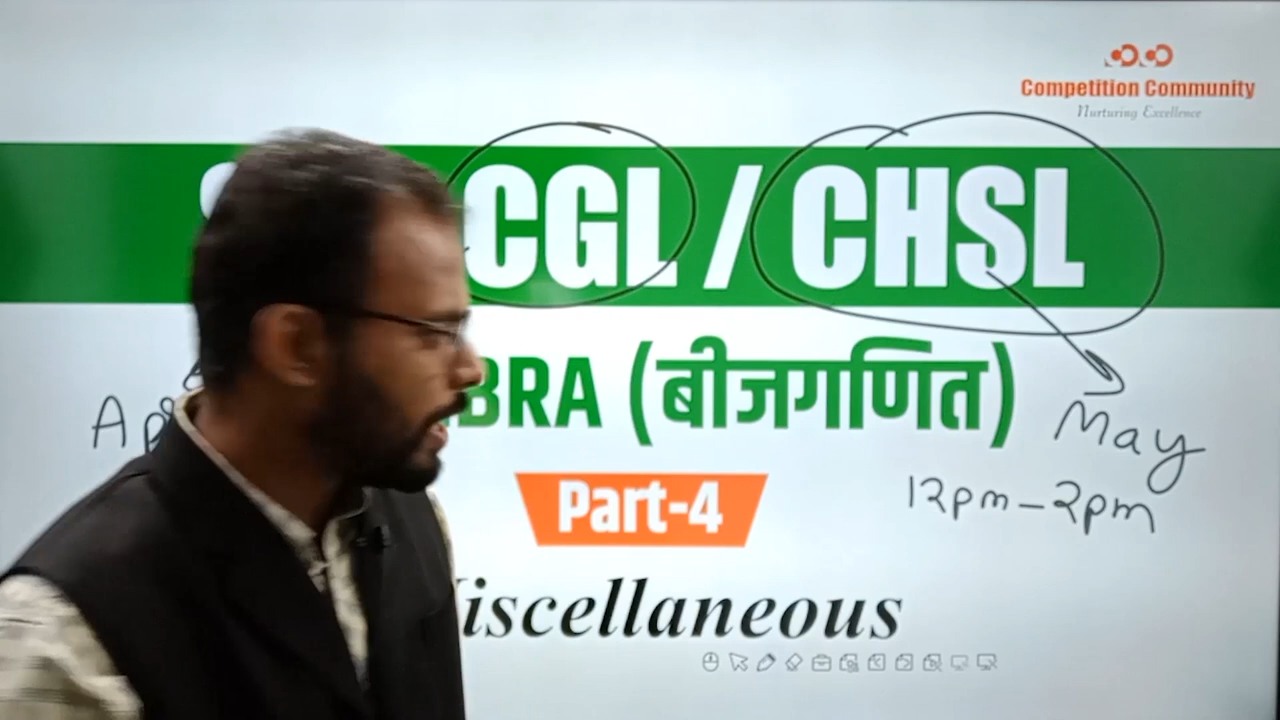 Competition Community
Nurturing Excellence
CGL / CHSL
BRA (बीजगणित)
May
Part-4
12pm-2pm
iscellaneous